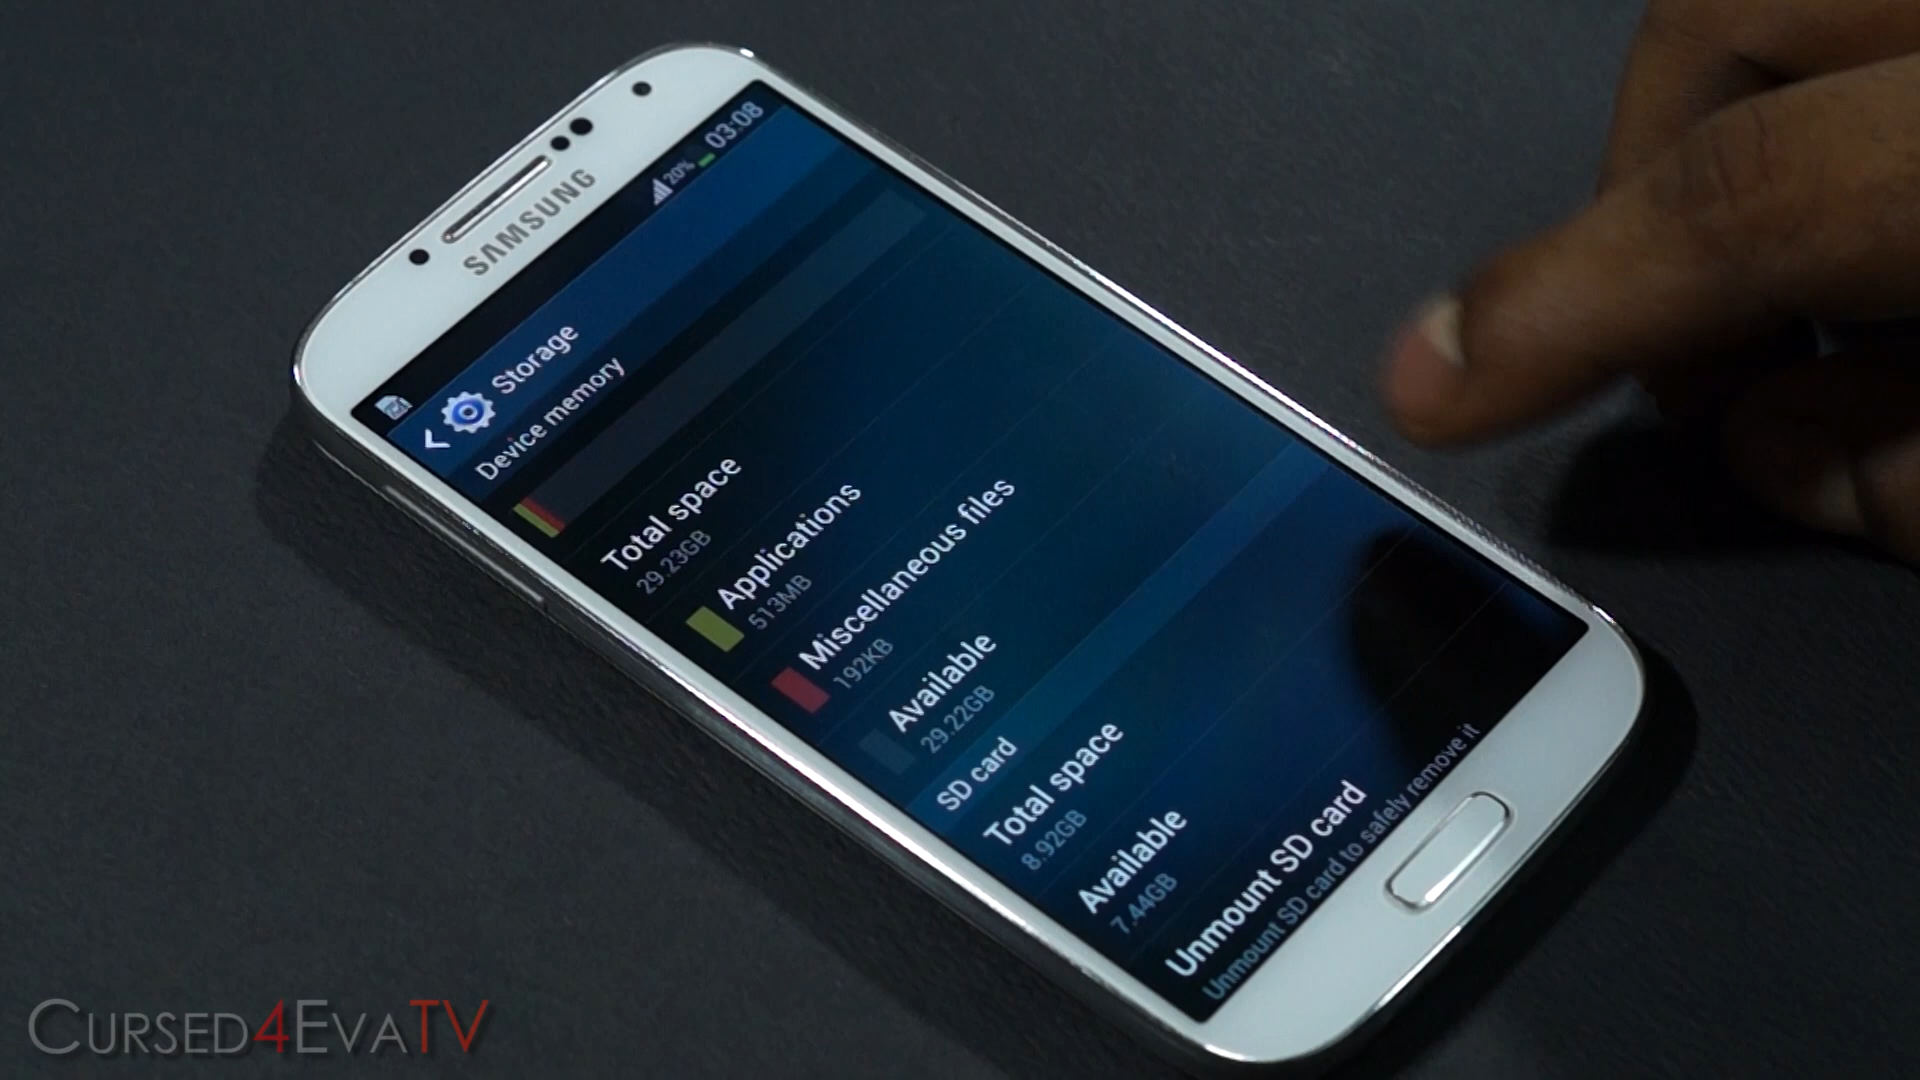 SAMSUNG
20% 03:08
Storage
Device memory
Total space
29.23GB
Applications
513MB
Miscellaneous files
192KB
Available
29.22GB
SD card
Total space
8.92GB
Available
7.44GB
Unmount SD card
Unmount SD card to safely remove it
CURSED4EVATV